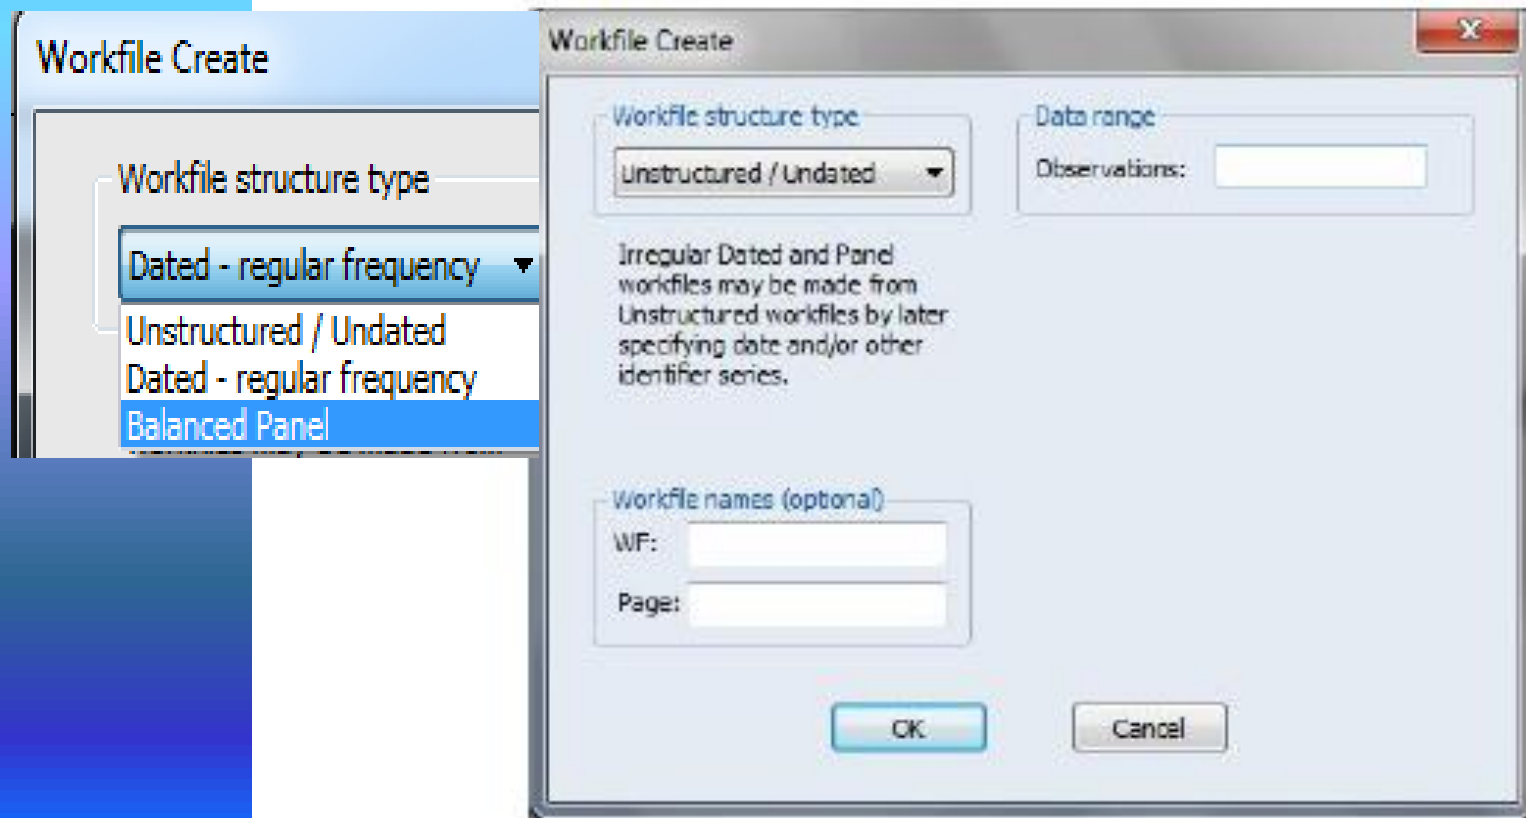 Workfile Create
Workfile structure type
Dated - regular frequency
Unstructured / Undated
Dated - regular frequency
Balanced Panel
Workfile Create
Workfile structure type
Unstructured / Undated
Data range
Observations:
Irregular Dated and Panel
workfiles may be made from
Unstructured workfiles by later
specifying date and/or other
identifier series.
Workfile names (optional)
WF:
Page:
OK
Cancel